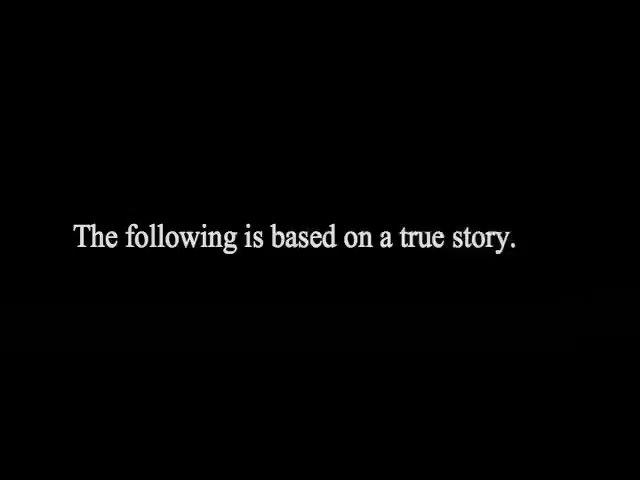 The following is based on a true story.